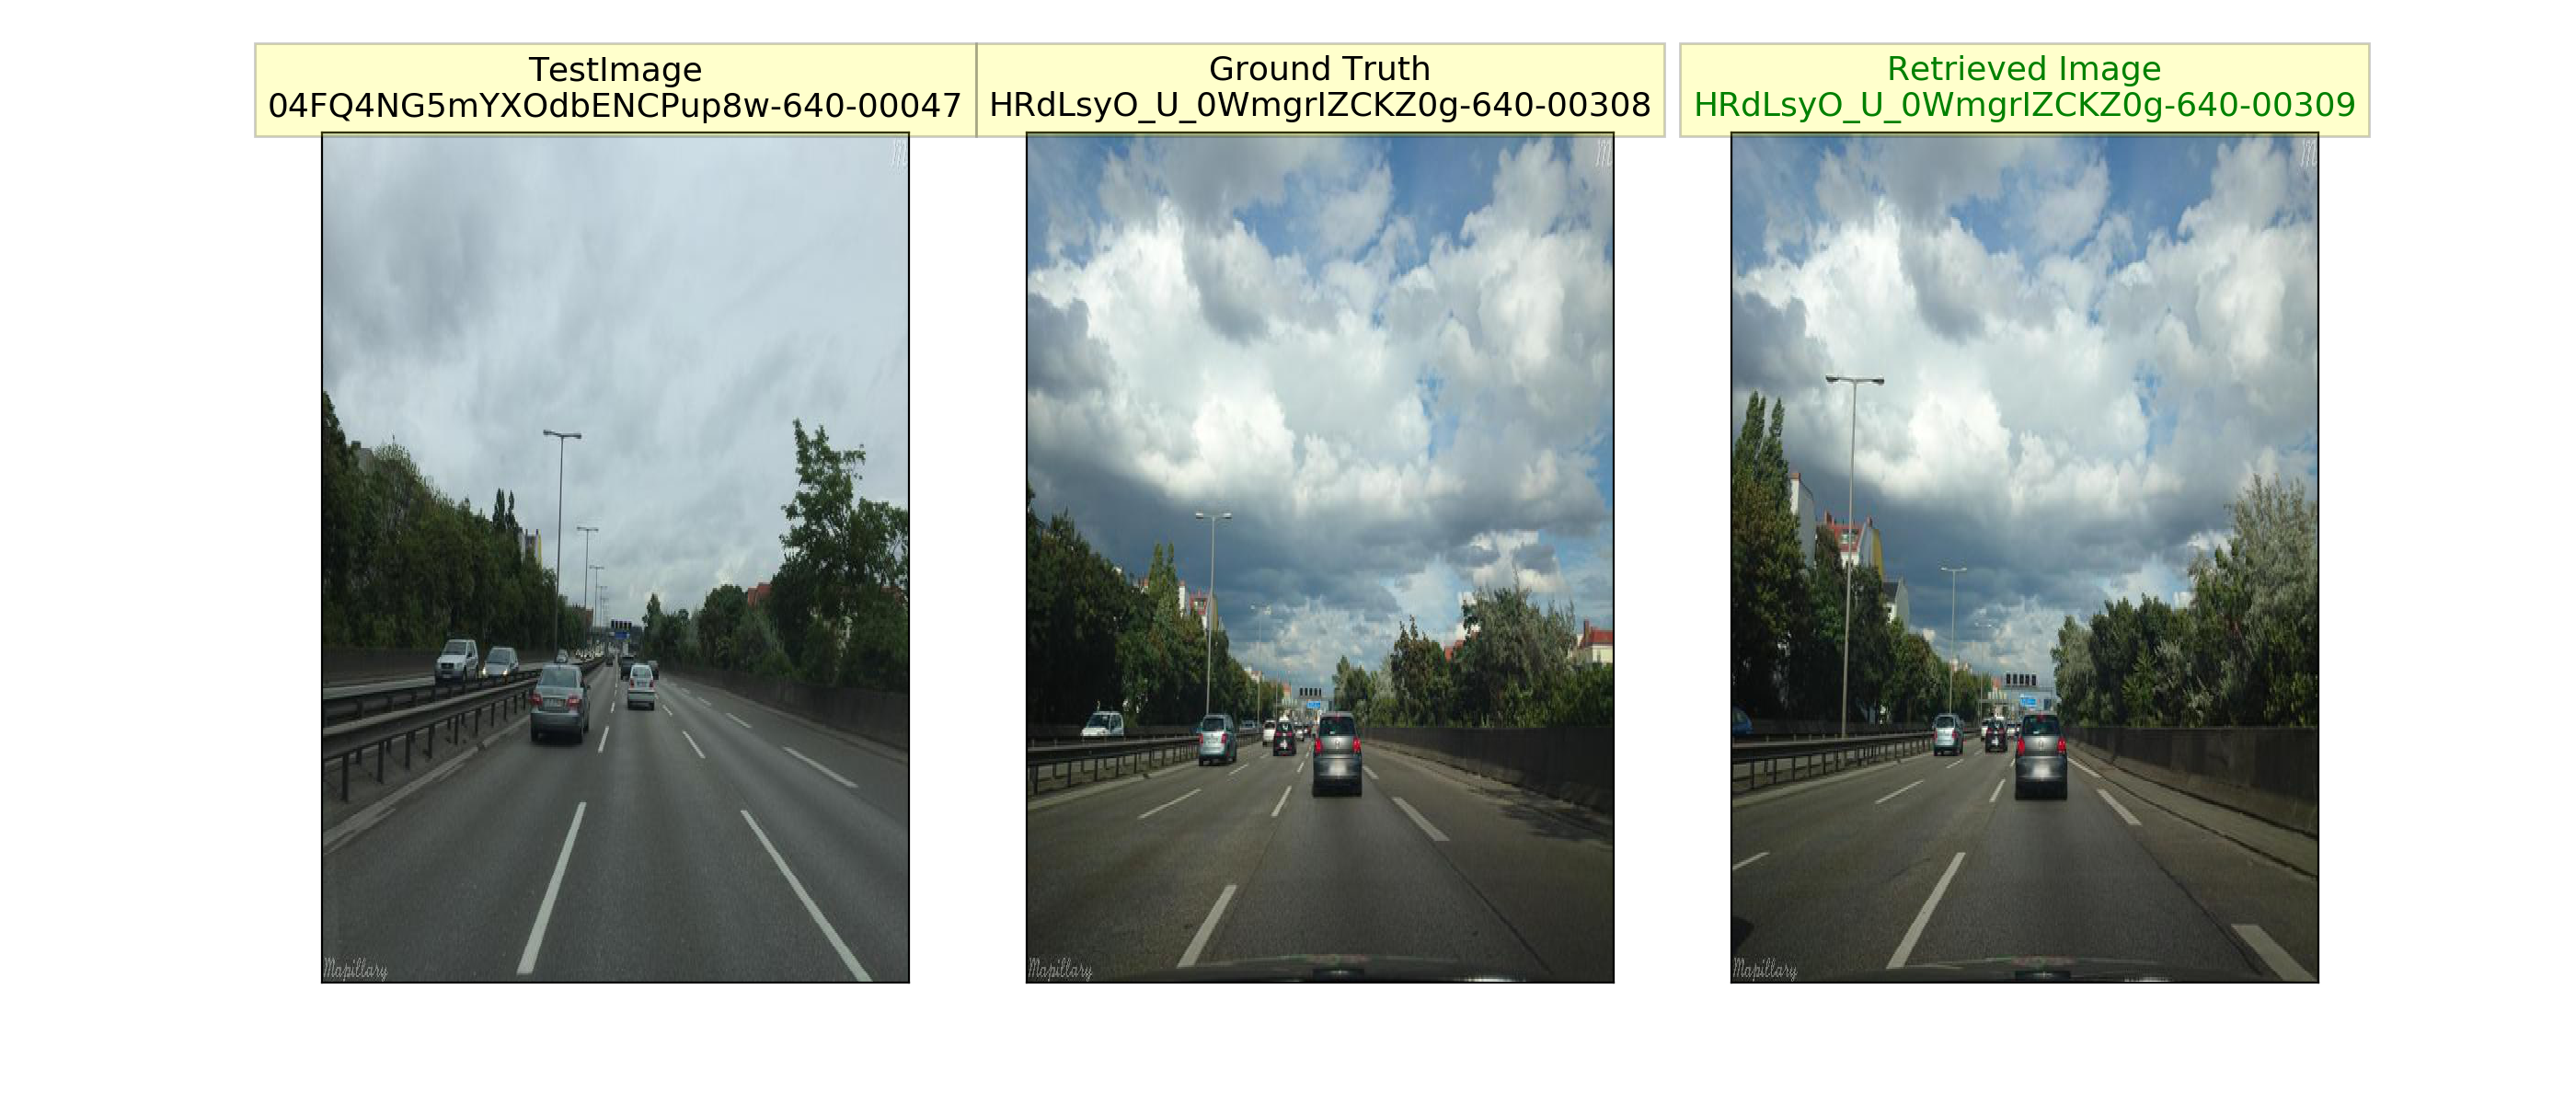 TestImage
04FQ4NG5mYXOdbENCPup8w-640-00047
Ground Truth
HRdLsyO_U_0WmgrIZCKZ0g-640-00308
Retrieved Image
HRdLsyO_U_0WmgrIZCKZ0g-640-00309
M
M
M
Mapillary
Mapillary
Mapillary